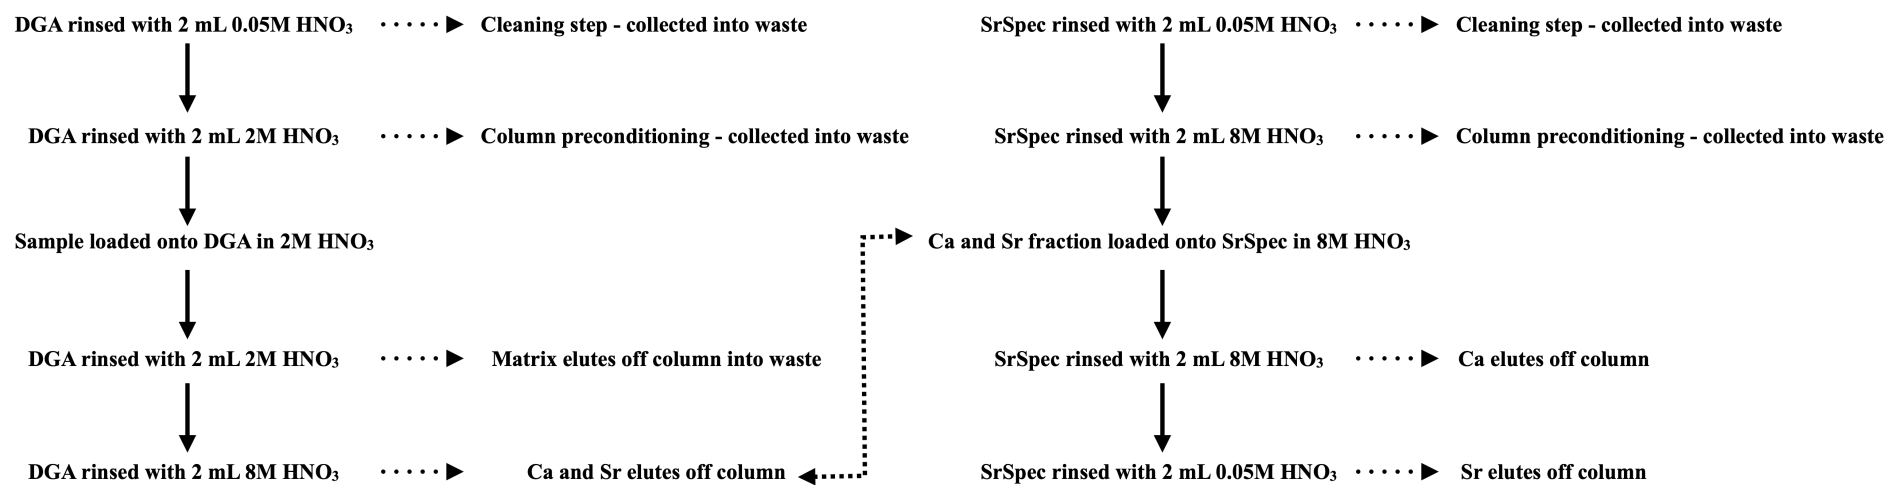 DGA rinsed with 2 mL 0.05M HNO₃
Cleaning step - collected into waste
DGA rinsed with 2 mL 2M HNO₃
Column preconditioning - collected into waste
Sample loaded onto DGA in 2M HNO₃
DGA rinsed with 2 mL 2M HNO₃
Matrix elutes off column into waste
DGA rinsed with 2 mL 8M HNO₃
Ca and Sr elutes off column
SrSpec rinsed with 2 mL 0.05M HNO₃
Cleaning step - collected into waste
SrSpec rinsed with 2 mL 8M HNO₃
Column preconditioning - collected into waste
Ca and Sr fraction loaded onto SrSpec in 8M HNO₃
SrSpec rinsed with 2 mL 8M HNO₃
Ca elutes off column
SrSpec rinsed with 2 mL 0.05M HNO₃
Sr elutes off column